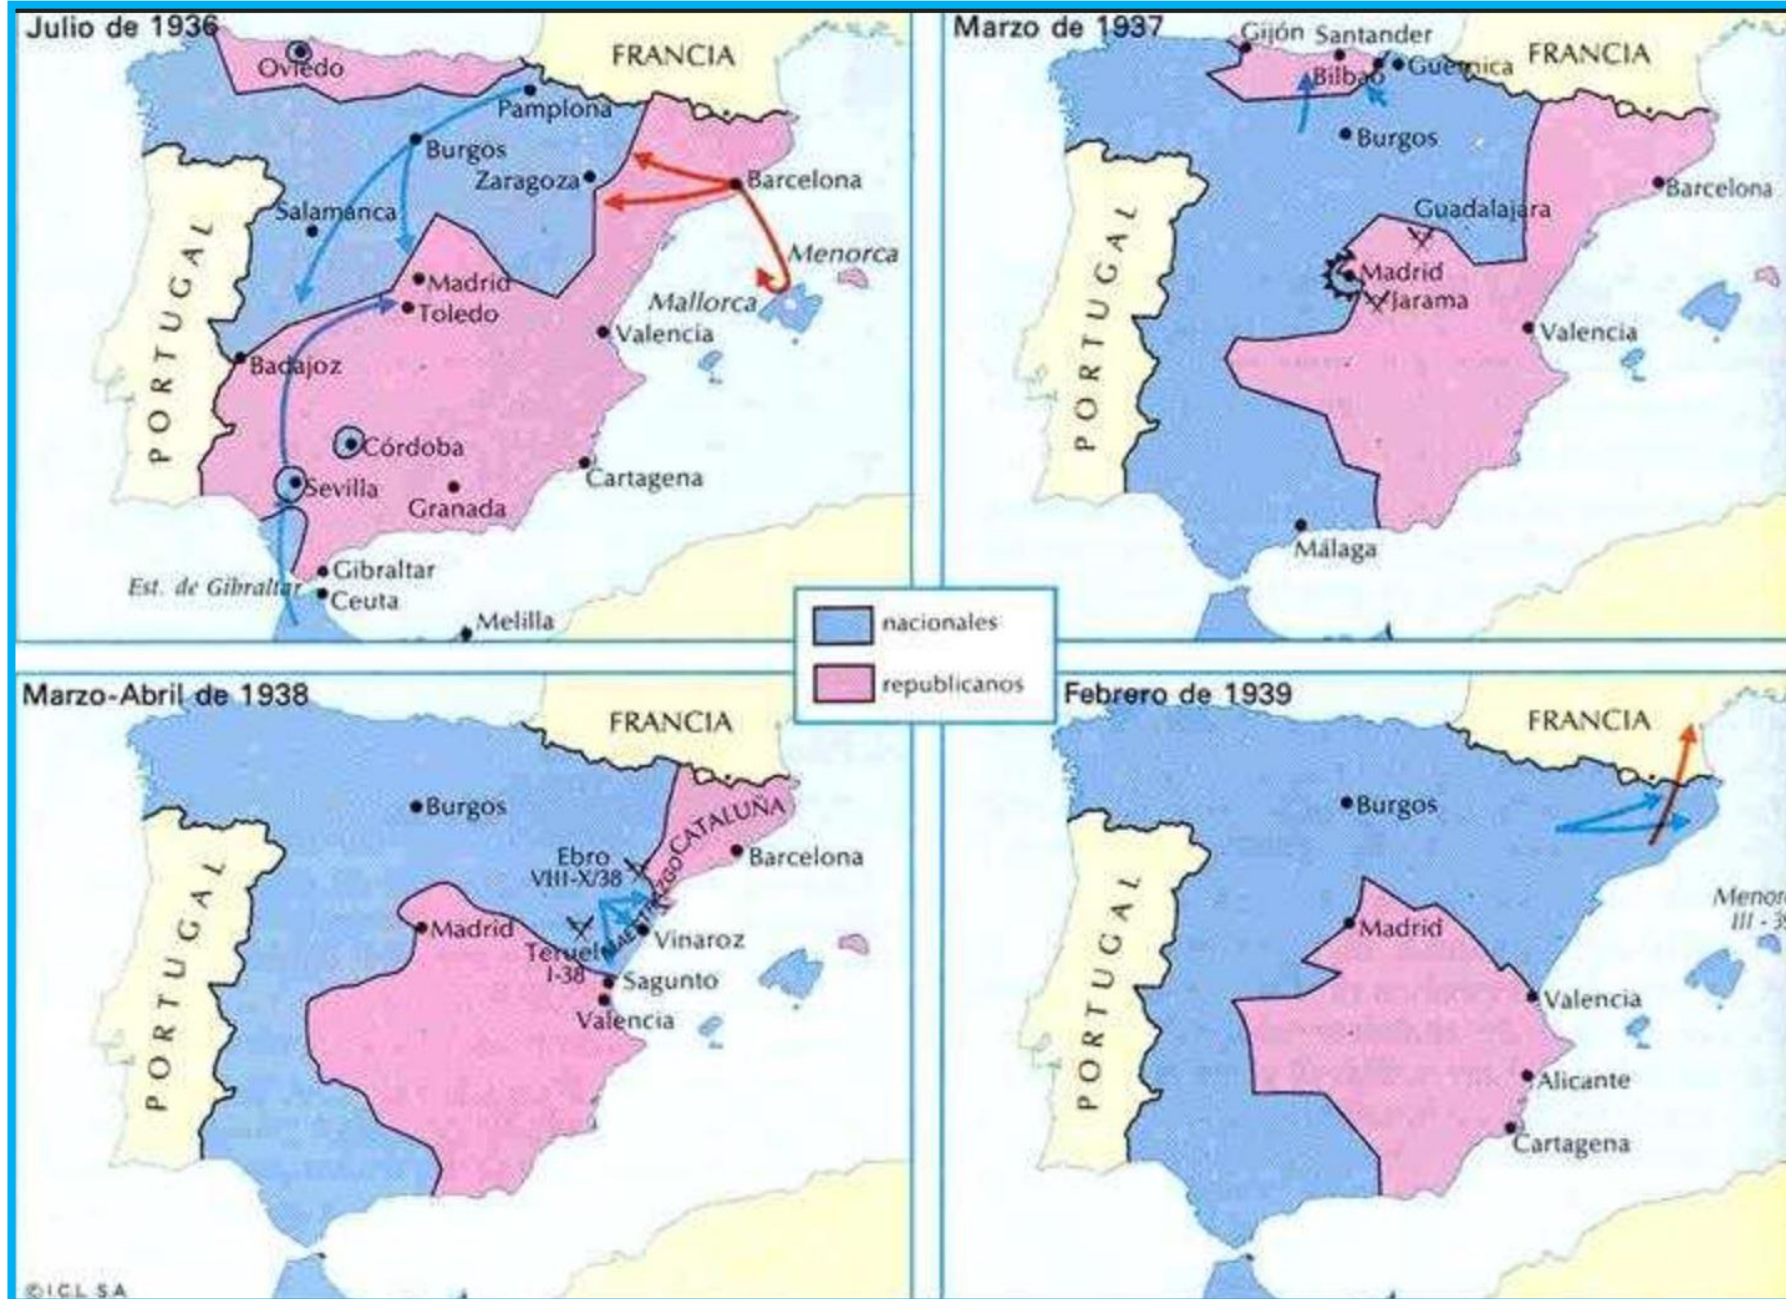 Julio de 1936
FRANCIA
Oviedo
Pamplona
Burgos
Zaragoza
Barcelona
Salamanca
Menorca
Mallorca
Madrid
Toledo
Valencia
Badajoz
PORTUGAL
Córdoba
Sevilla
Granada
Cartagena
Gibraltar
Est. de Gibraltar
Ceuta
Melilla
Marzo de 1937
Gijón
Santander
FRANCIA
Bilbao
Guernica
Burgos
Barcelona
Guadalajara
PORTUGAL
Madrid
Jarama
Valencia
Málaga
nacionales
republicanos
Marzo-Abril de 1938
FRANCIA
Burgos
CATALUÑA
Barcelona
Ebro
VIII-X/38
PORTUGAL
Madrid
Teruel
I-38
Vinaroz
Sagunto
Valencia
©I.C.L. S.A
Febrero de 1939
FRANCIA
Burgos
III - 3
PORTUGAL
Madrid
Valencia
Alicante
Cartagena